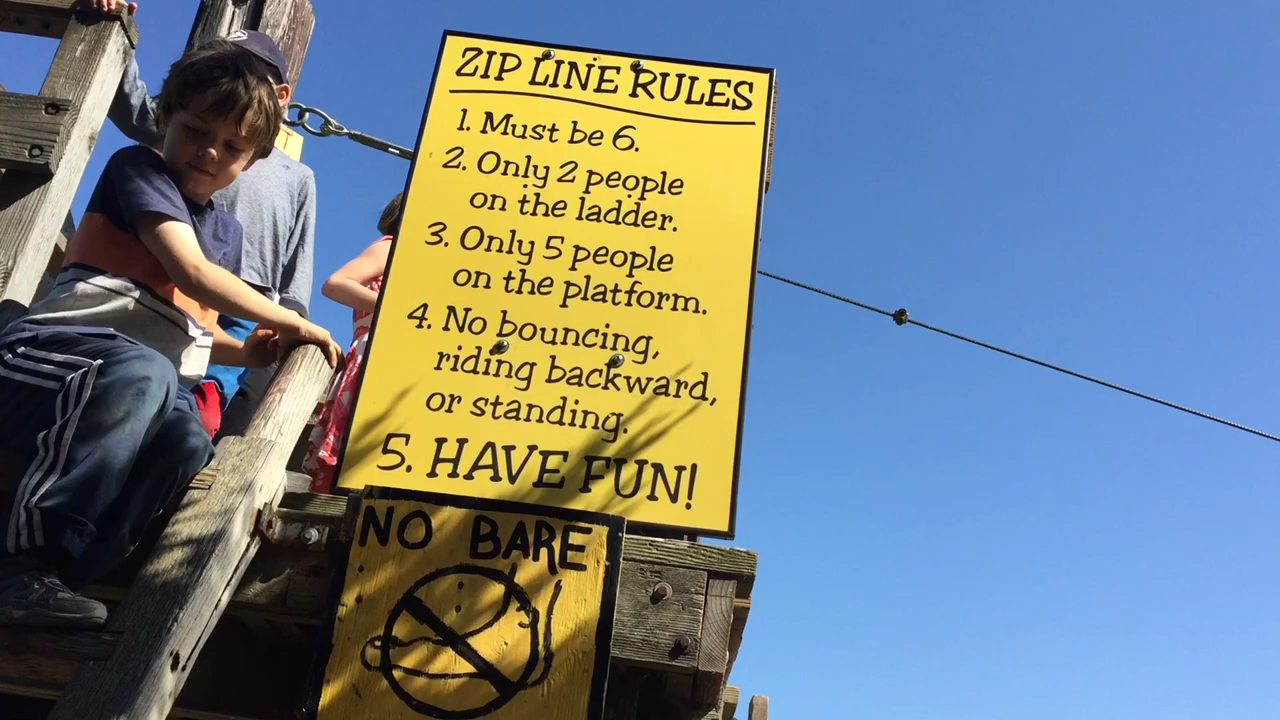 ZIP LINE RULES
1. Must be 6.
2. Only 2 people
on the ladder.
3. Only 5 people
on the platform.
4. No bouncing,
riding backward,
or standing.
5. HAVE FUN!
NO BARE